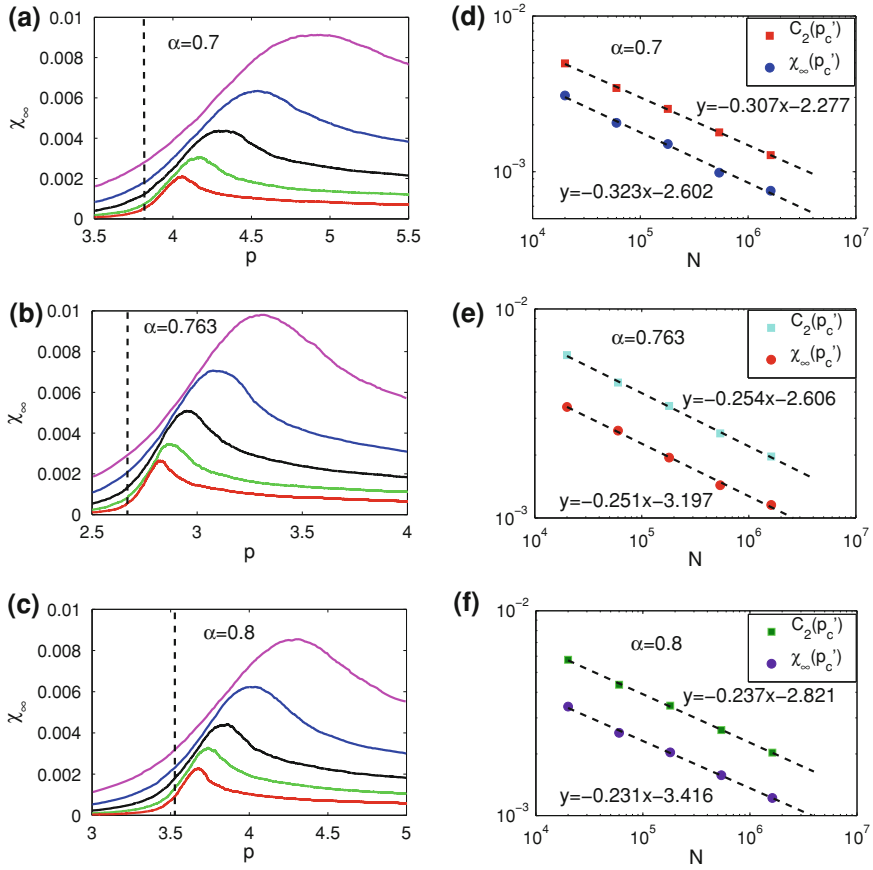 (a)
α=0.7
χ∞
0.01
0.008
0.006
0.004
0.002
0
3.5
4
4.5
5
5.5
p
(d)
α=0.7
C2(pc')
χ∞(pc')
y=−0.307x−2.277
y=−0.323x−2.602
10^-2
10^-3
10^4
10^5
10^6
10^7
N
(b)
α=0.763
χ∞
0.01
0.008
0.006
0.004
0.002
0
2.5
3
3.5
4
p
(e)
α=0.763
C2(pc')
χ∞(pc')
y=−0.254x−2.606
y=−0.251x−3.197
10^-2
10^-3
10^4
10^5
10^6
10^7
N
(c)
α=0.8
χ∞
0.01
0.008
0.006
0.004
0.002
0
3
3.5
4
4.5
5
p
(f)
α=0.8
C2(pc')
χ∞(pc')
y=−0.237x−2.821
y=−0.231x−3.416
10^-2
10^-3
10^4
10^5
10^6
10^7
N